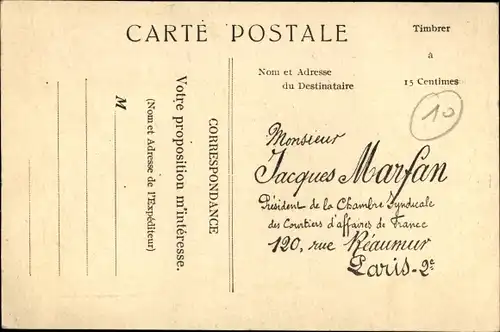 CARTE POSTALE
Timbrer
à
15 Centimes
Nom et Adresse
du Destinataire
10
CORRESPONDANCE
Votre proposition m'intéresse.
(Nom et Adresse de l'Expéditeur)
M
Monsieur
Jacques Marfan
Président de la Chambre Syndicale
des Courtiers d'affaires de France
120, rue Réaumur
Paris-2e